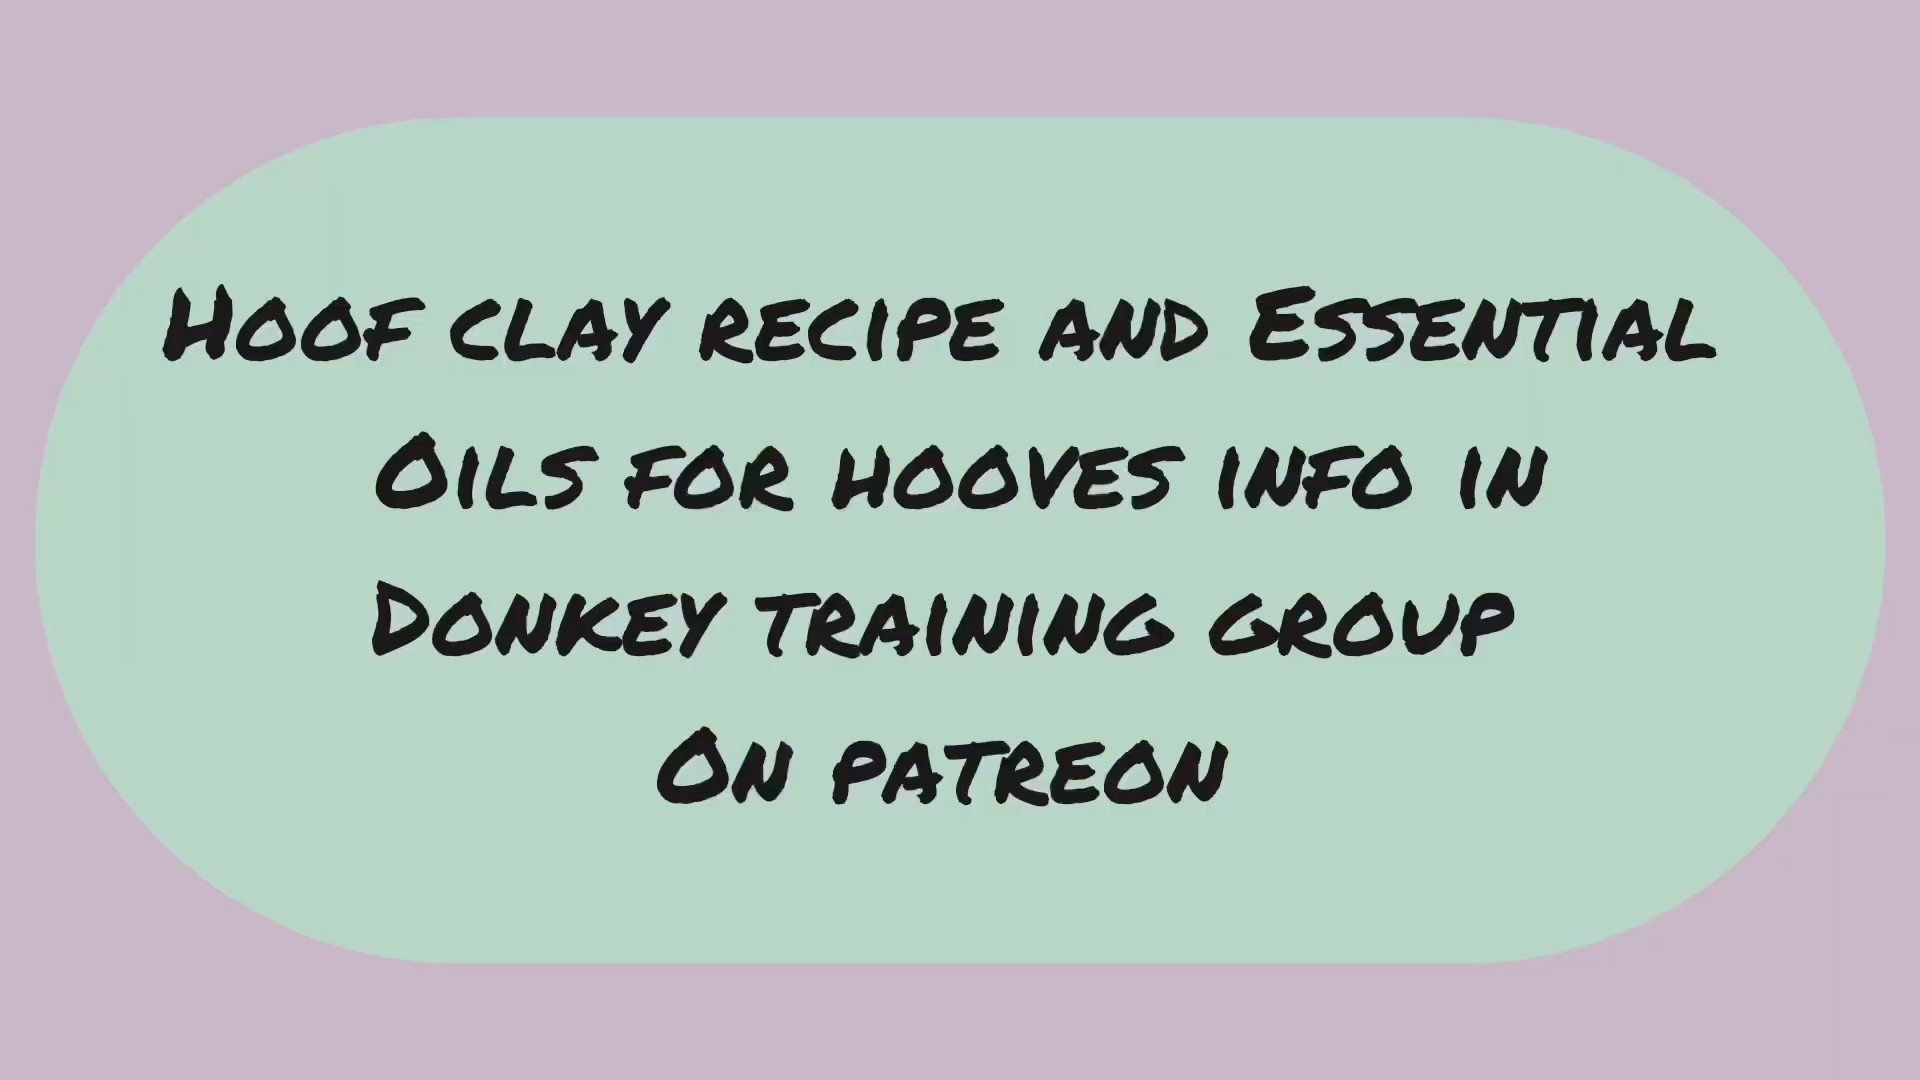 Hoof clay recipe and Essential
Oils for hooves info in
Donkey training group
On patreon